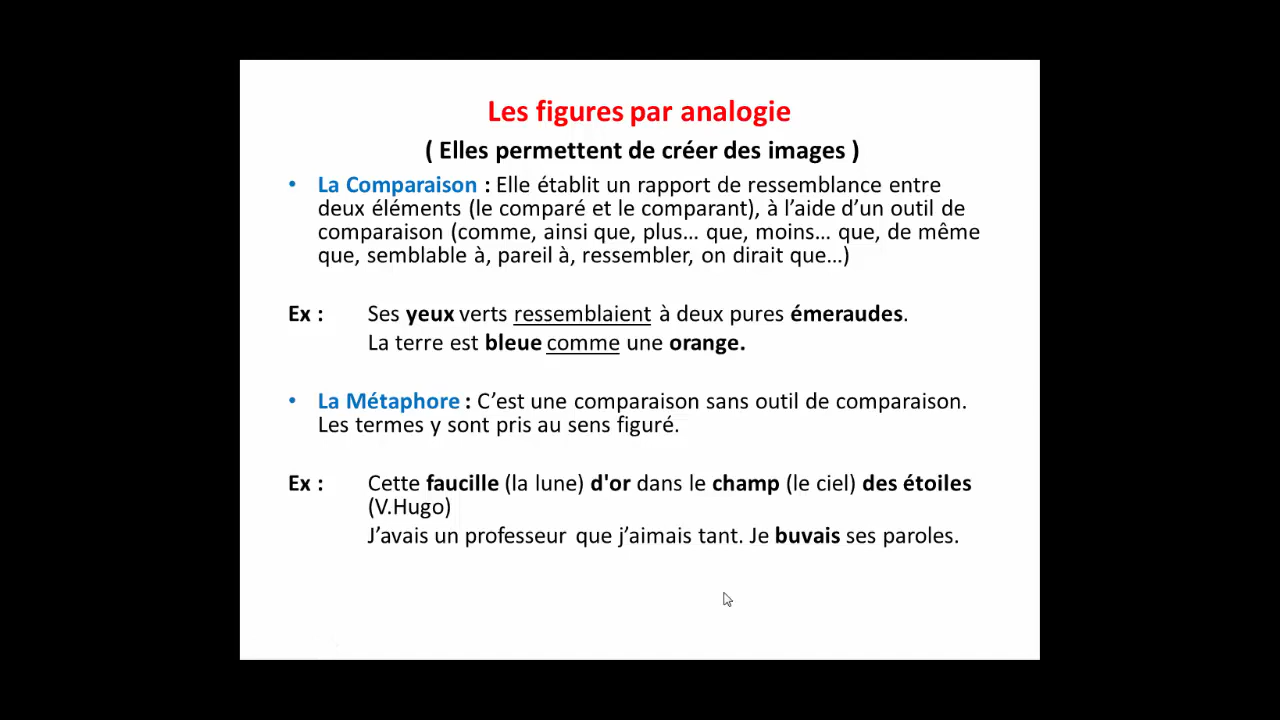 Les figures par analogie
( Elles permettent de créer des images )
• La Comparaison : Elle établit un rapport de ressemblance entre
deux éléments (le comparé et le comparant), à l’aide d’un outil de
comparaison (comme, ainsi que, plus… que, moins… que, de même
que, semblable à, pareil à, ressembler, on dirait que…)
Ex : Ses yeux verts ressemblaient à deux pures émeraudes.
La terre est bleue comme une orange.
• La Métaphore : C’est une comparaison sans outil de comparaison.
Les termes y sont pris au sens figuré.
Ex : Cette faucille (la lune) d'or dans le champ (le ciel) des étoiles
(V.Hugo)
J’avais un professeur que j’aimais tant. Je buvais ses paroles.